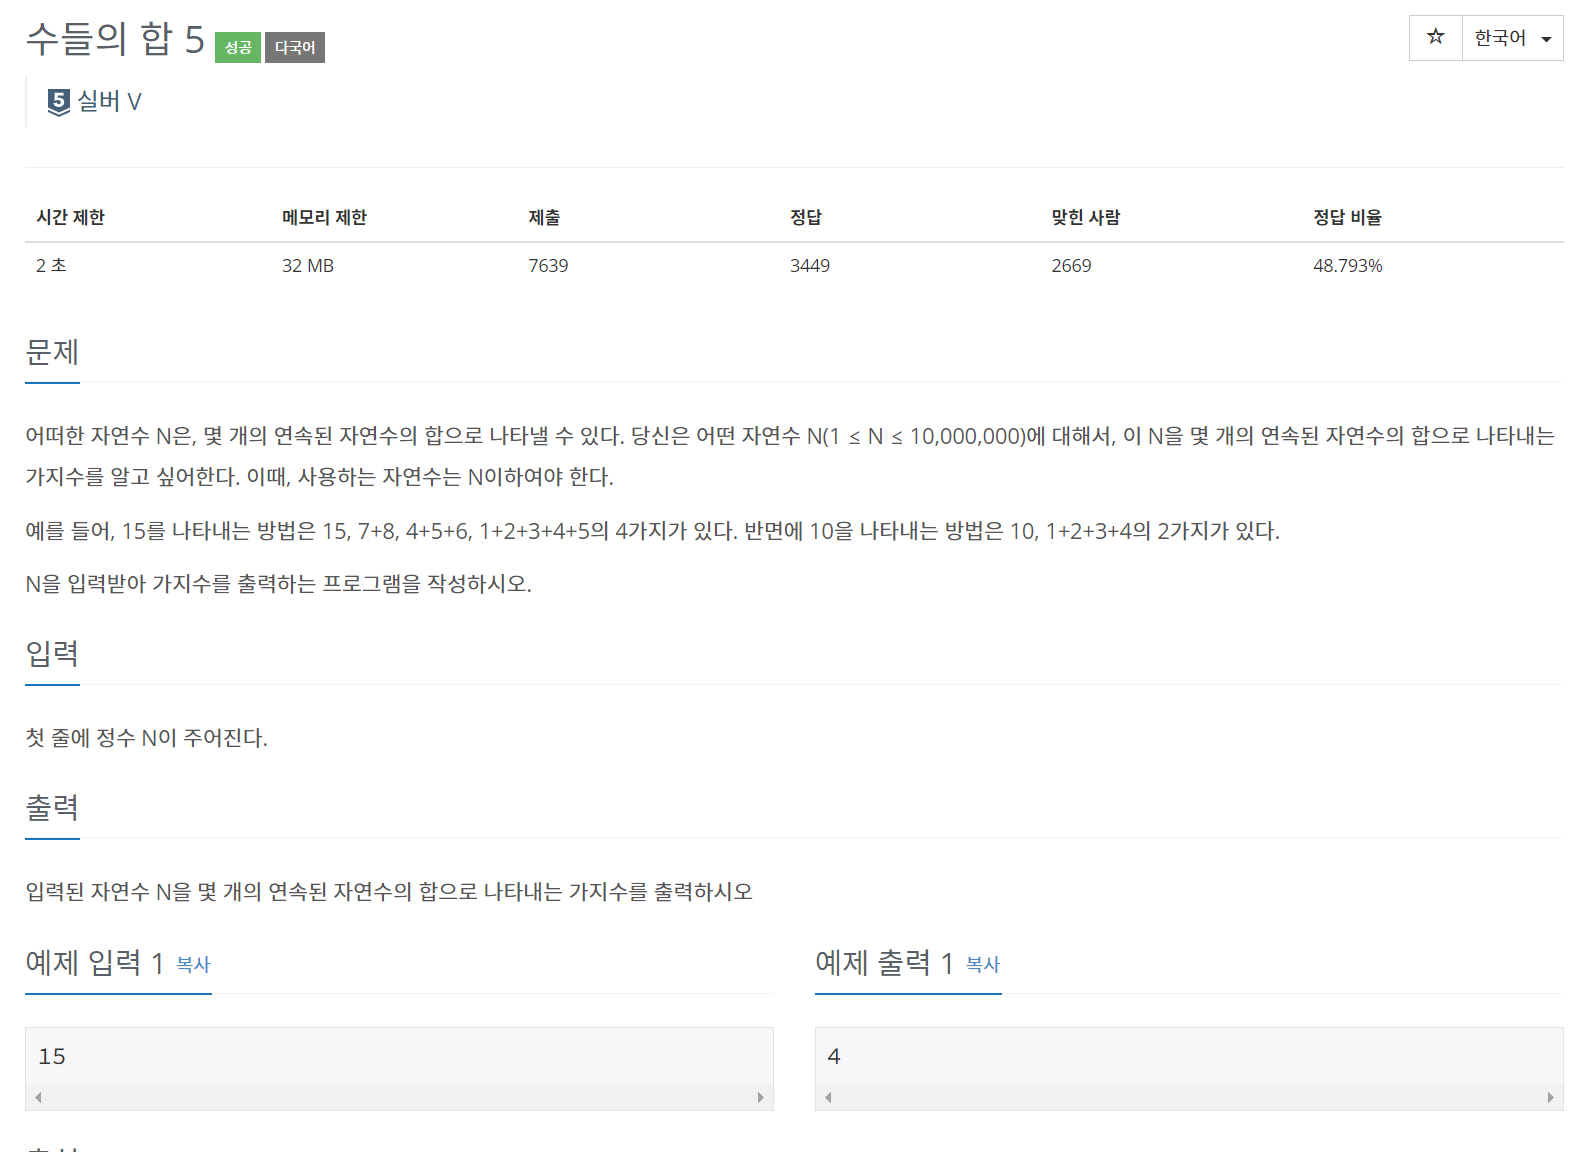 수들의 합 5 성공 다국어
☆ 한국어
5 실버 V
시간 제한 메모리 제한 제출 정답 맞힌 사람 정답 비율
2 초 32 MB 7639 3449 2669 48.793%
문제
어떠한 자연수 N은, 몇 개의 연속된 자연수의 합으로 나타낼 수 있다. 당신은 어떤 자연수 N(1 ≤ N ≤ 10,000,000)에 대해서, 이 N을 몇 개의 연속된 자연수의 합으로 나타내는
가지수를 알고 싶어한다. 이때, 사용하는 자연수는 N이하여야 한다.
예를 들어, 15를 나타내는 방법은 15, 7+8, 4+5+6, 1+2+3+4+5의 4가지가 있다. 반면에 10을 나타내는 방법은 10, 1+2+3+4의 2가지가 있다.
N을 입력받아 가지수를 출력하는 프로그램을 작성하시오.
입력
첫 줄에 정수 N이 주어진다.
출력
입력된 자연수 N을 몇 개의 연속된 자연수의 합으로 나타내는 가지수를 출력하시오
예제 입력 1 복사
예제 출력 1 복사
15
4